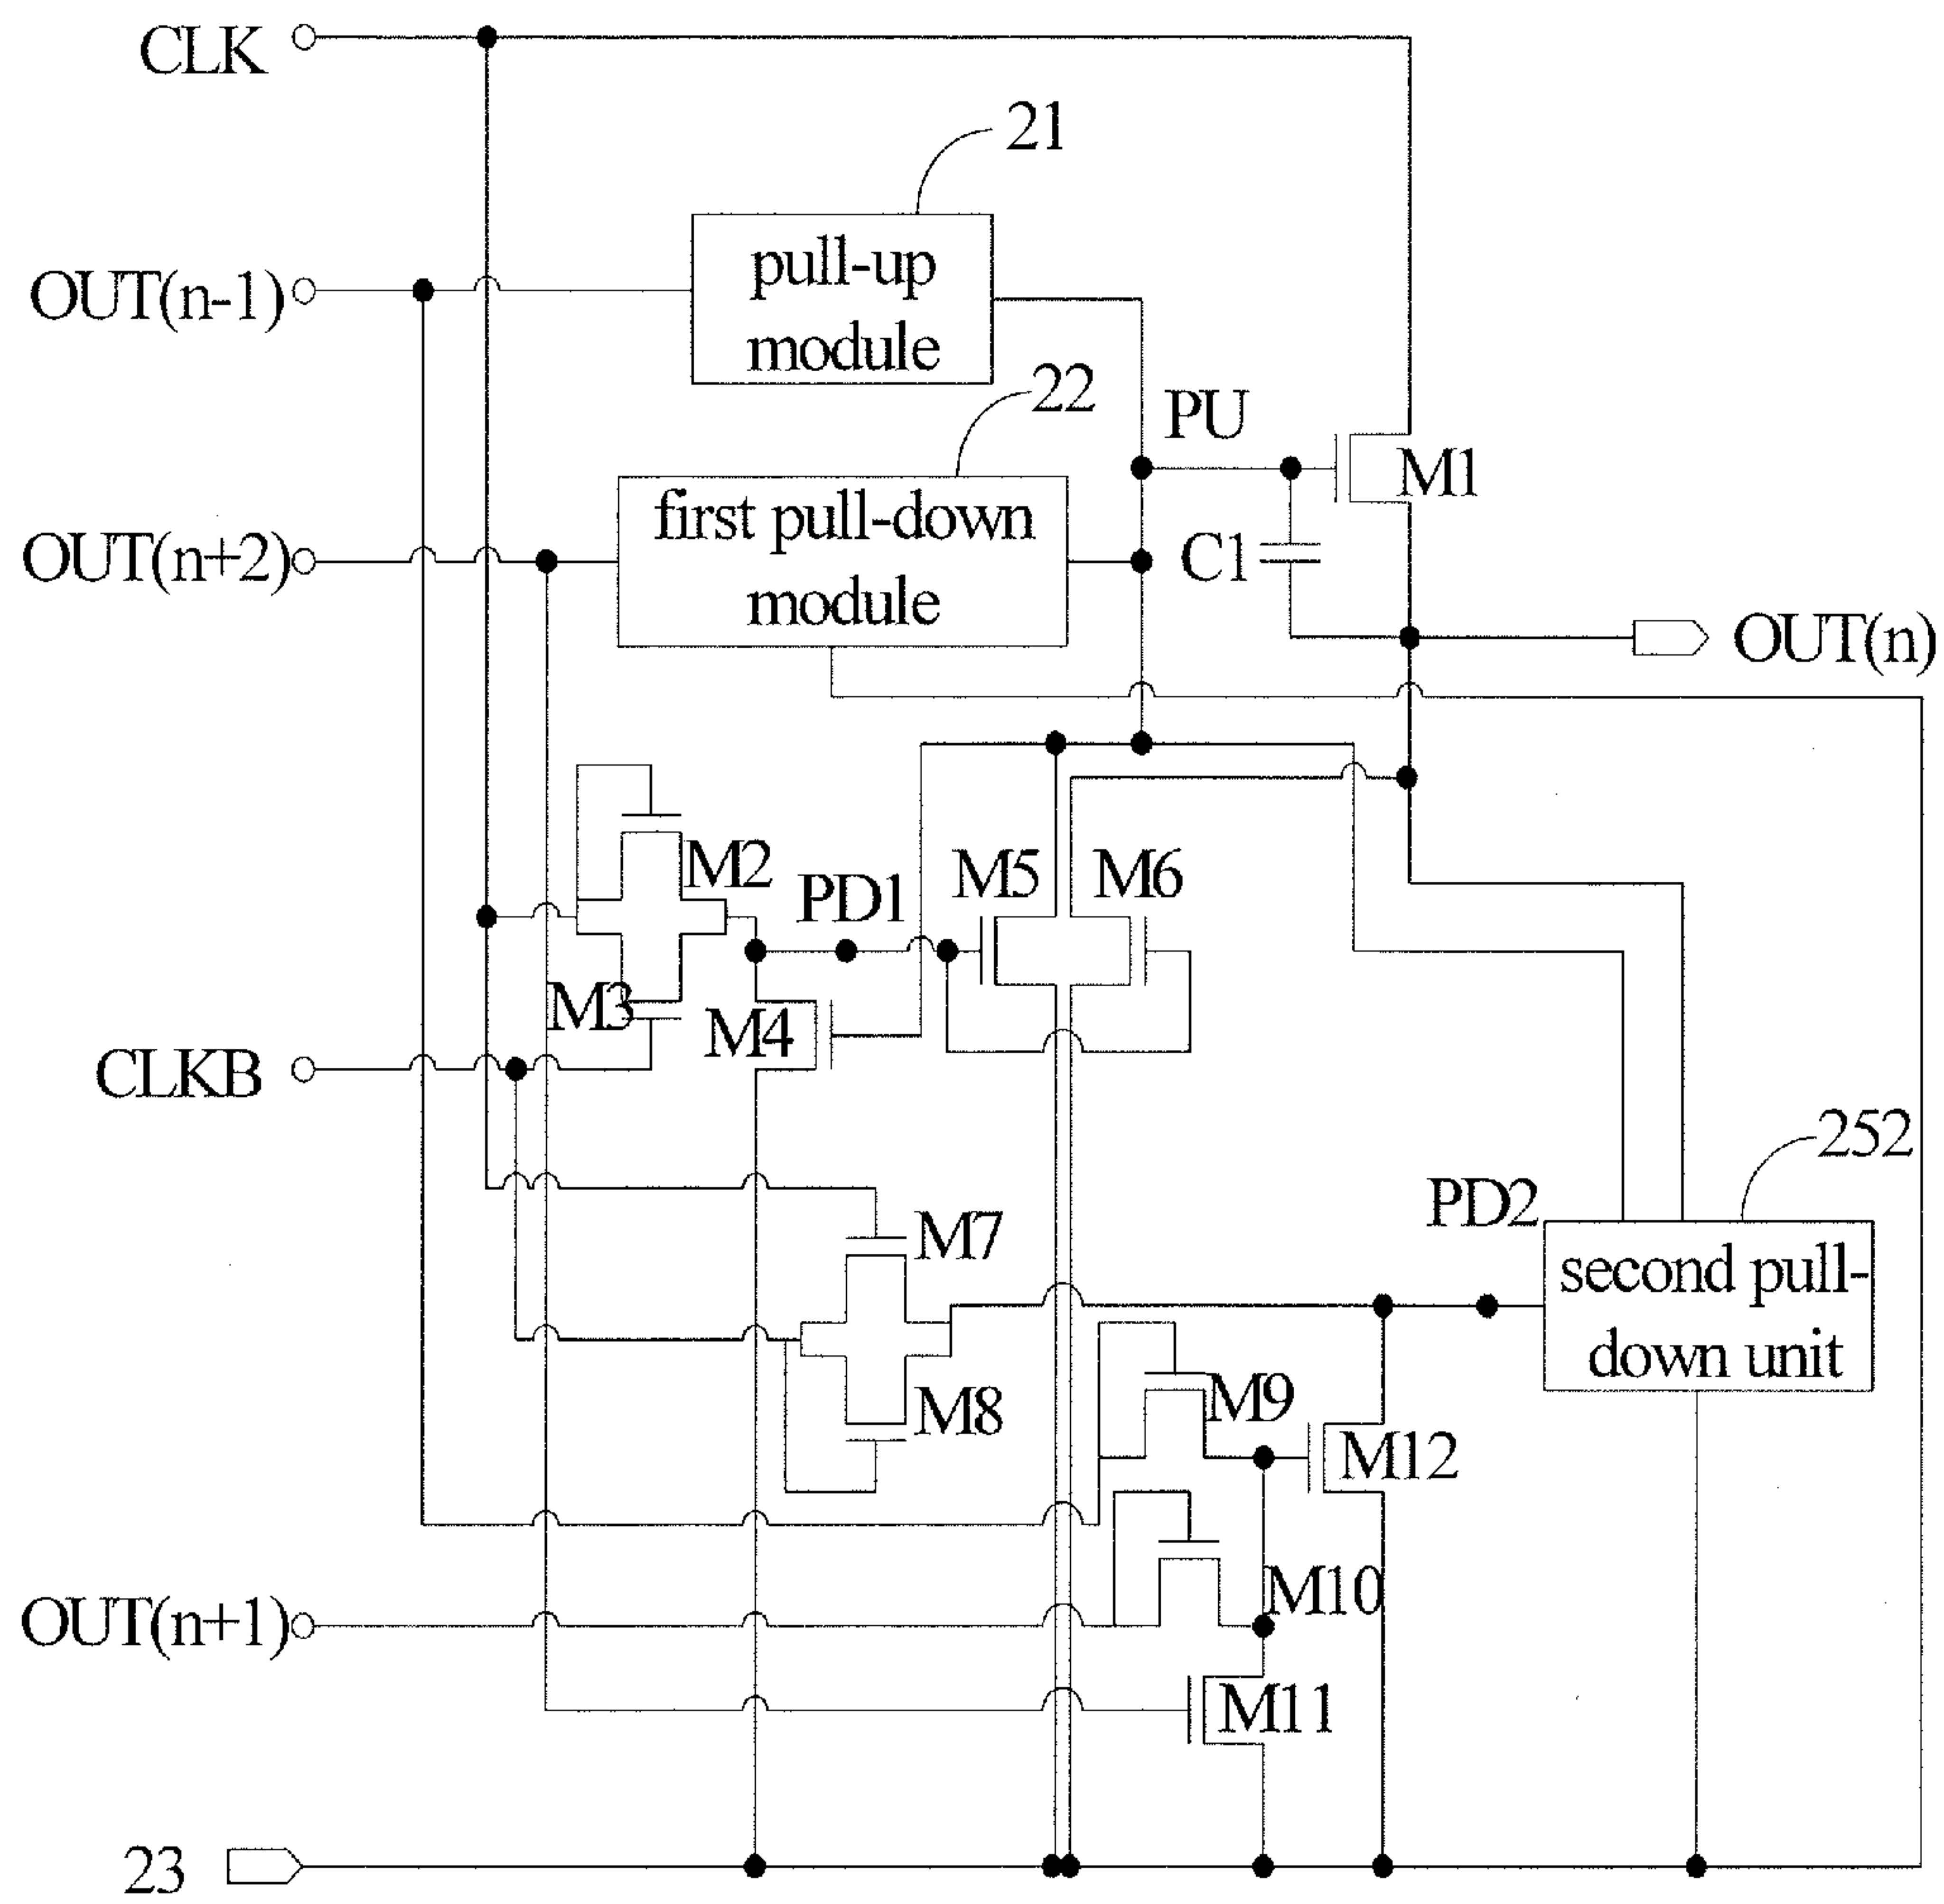 CLK
21
OUT(n-1)
pull-up
module
22
PU
M1
OUT(n+2)
first pull-down
module
C1
OUT(n)
M2
PD1
M5
M6
M3
M4
CLKB
252
PD2
M7
second pull-
down unit
M8
M9
M12
M10
OUT(n+1)
M11
23